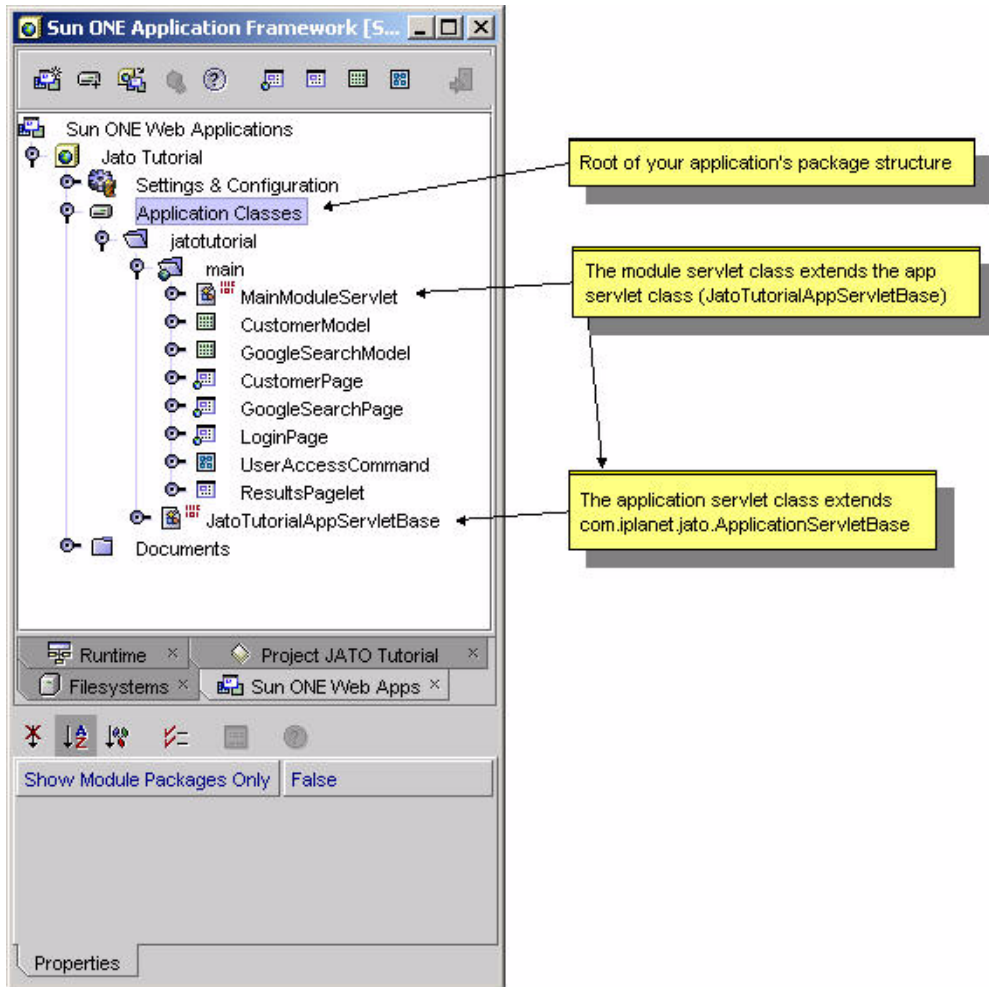 Sun ONE Application Framework [S...
Sun ONE Web Applications
Jato Tutorial
Settings & Configuration
Application Classes
jatotutorial
main
MainModuleServlet
CustomerModel
GoogleSearchModel
CustomerPage
GoogleSearchPage
LoginPage
UserAccessCommand
ResultsPagelet
JatoTutorialAppServletBase
Documents
Root of your application's package structure
The module servlet class extends the app
servlet class (JatoTutorialAppServletBase)
The application servlet class extends
com.iplanet.jato.ApplicationServletBase
Runtime
Project JATO Tutorial
Filesystems
Sun ONE Web Apps
Show Module Packages Only
False
Properties